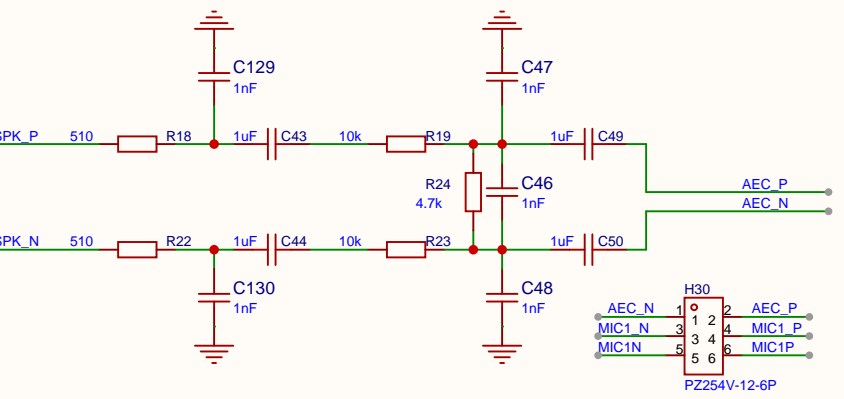 C129
1nF
C47
1nF
SPK_P 510 R18 1uF C43 10k R19 1uF C49
R24
4.7k
C46
1nF
AEC_P
AEC_N
SPK_N 510 R22 1uF C44 10k R23 1uF C50
C130
1nF
C48
1nF
H30
AEC_N 1 1 2 2 AEC_P
MIC1_N 3 3 4 4 MIC1_P
MIC1N 5 5 6 6 MIC1P
PZ254V-12-6P